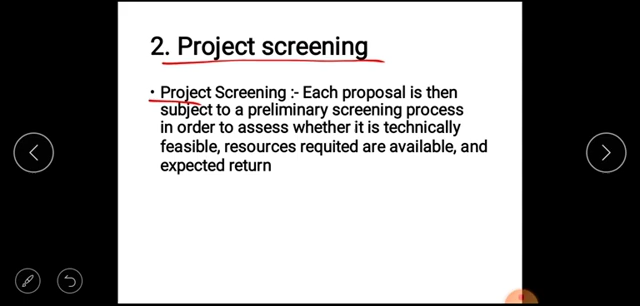 2. Project screening
• Project Screening :- Each proposal is then
subject to a preliminary screening process
in order to assess whether it is technically
feasible, resources requited are available, and
expected return